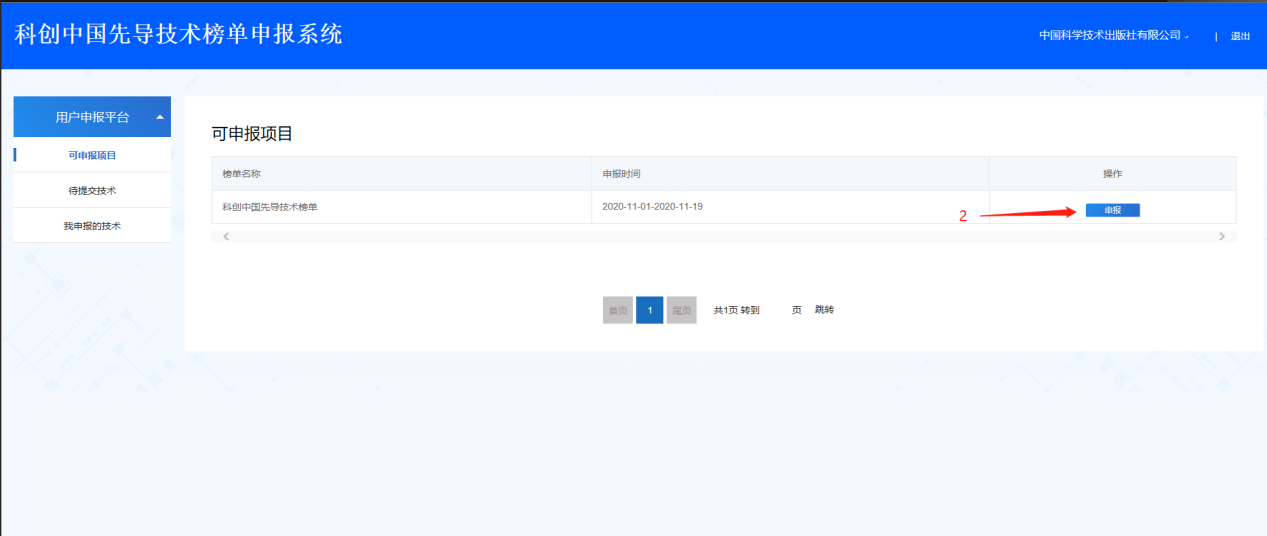 科创中国先导技术榜单申报系统
中国科学技术出版社有限公司 | 退出
用户申报平台
可申报项目
待提交技术
我申报的技术
可申报项目
榜单名称 申报时间 操作
科创中国先导技术榜单 2020-11-01-2020-11-19 申报
2
首页 1 尾页 共1页 转到 页 跳转